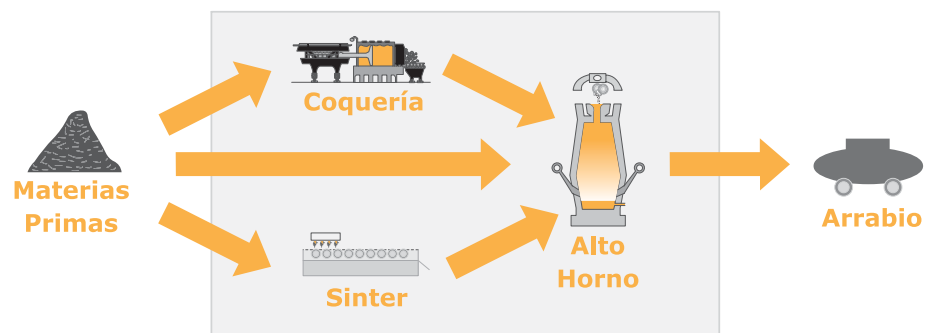 Coquería
Materias
Primas
Alto
Horno
Arrabio
Sinter